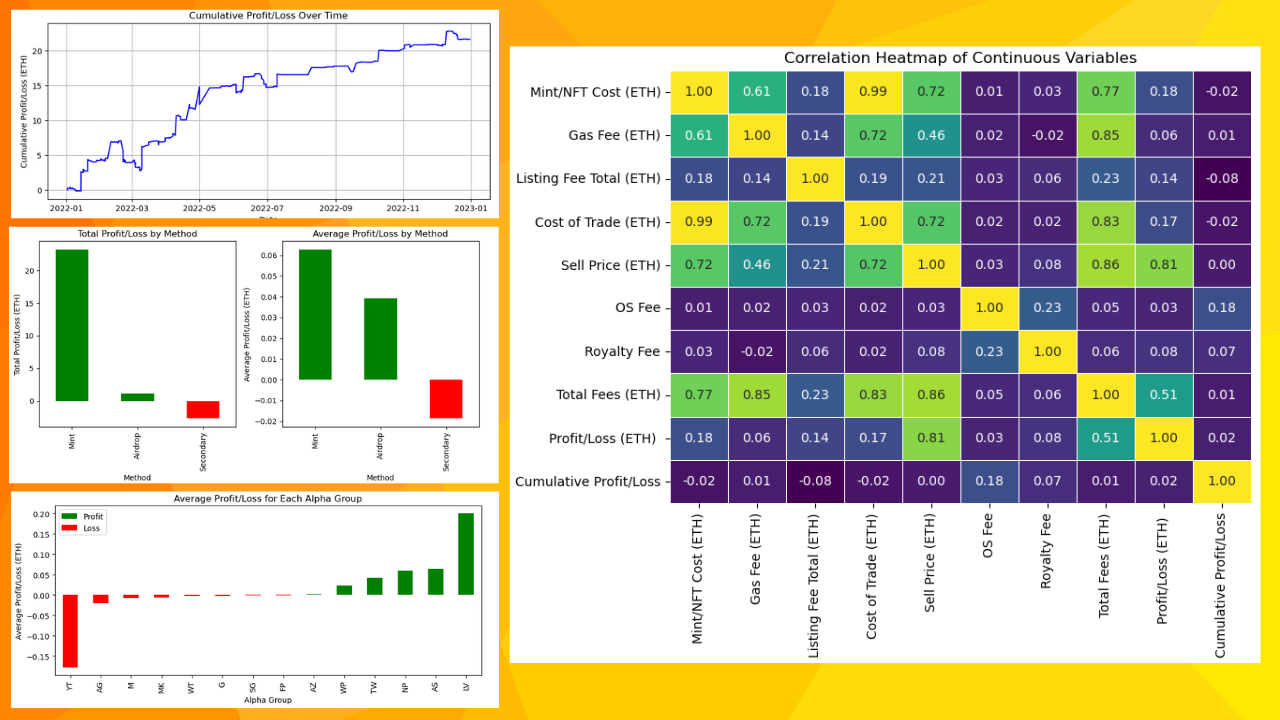 Cumulative Profit/Loss Over Time
Cumulative Profit/Loss (ETH)
20
15
10
5
0
2022-01 2022-03 2022-05 2022-07 2022-09 2022-11 2023-01
Total Profit/Loss by Method
Total Profit/Loss (ETH)
20
15
10
5
0
Mint Airdrop Secondary
Method
Average Profit/Loss by Method
Average Profit/Loss (ETH)
0.06
0.05
0.04
0.03
0.02
0.01
0.00
−0.01
−0.02
Mint Airdrop Secondary
Method
Average Profit/Loss for Each Alpha Group
Profit
Loss
Average Profit/Loss (ETH)
0.20
0.15
0.10
0.05
0.00
−0.05
−0.10
−0.15
YT AG M MK WT G SG FP AZ WP TW NP AS LV
Alpha Group
Correlation Heatmap of Continuous Variables
Mint/NFT Cost (ETH) 1.00 0.61 0.18 0.99 0.72 0.01 0.03 0.77 0.18 -0.02
Gas Fee (ETH) 0.61 1.00 0.14 0.72 0.46 0.02 -0.02 0.85 0.06 0.01
Listing Fee Total (ETH) 0.18 0.14 1.00 0.19 0.21 0.03 0.06 0.23 0.14 -0.08
Cost of Trade (ETH) 0.99 0.72 0.19 1.00 0.72 0.02 0.02 0.83 0.17 -0.02
Sell Price (ETH) 0.72 0.46 0.21 0.72 1.00 0.03 0.08 0.86 0.81 0.00
OS Fee 0.01 0.02 0.03 0.02 0.03 1.00 0.23 0.05 0.03 0.18
Royalty Fee 0.03 -0.02 0.06 0.02 0.08 0.23 1.00 0.06 0.08 0.07
Total Fees (ETH) 0.77 0.85 0.23 0.83 0.86 0.05 0.06 1.00 0.51 0.01
Profit/Loss (ETH) 0.18 0.06 0.14 0.17 0.81 0.03 0.08 0.51 1.00 0.02
Cumulative Profit/Loss -0.02 0.01 -0.08 -0.02 0.00 0.18 0.07 0.01 0.02 1.00
Mint/NFT Cost (ETH)
Gas Fee (ETH)
Listing Fee Total (ETH)
Cost of Trade (ETH)
Sell Price (ETH)
OS Fee
Royalty Fee
Total Fees (ETH)
Profit/Loss (ETH)
Cumulative Profit/Loss